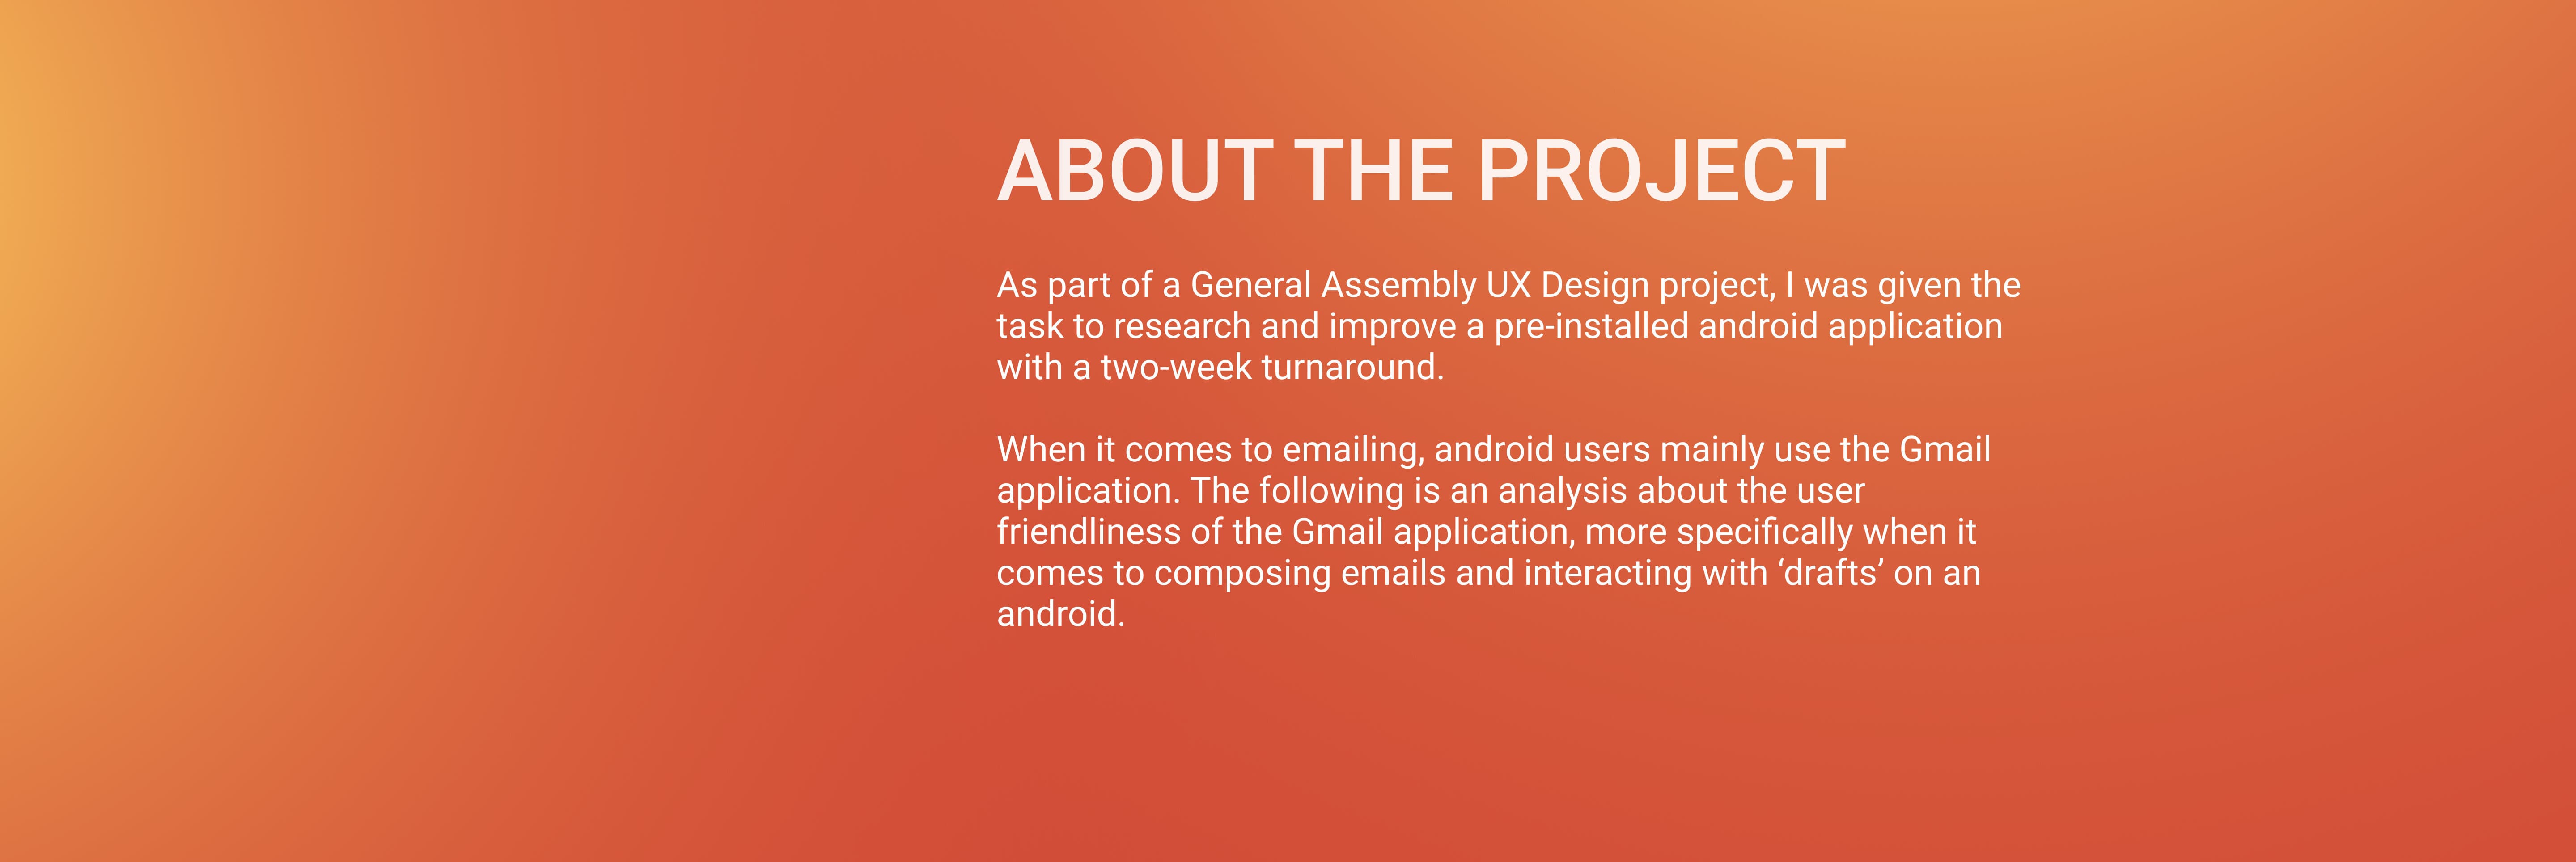 ABOUT THE PROJECT
As part of a General Assembly UX Design project, I was given the
task to research and improve a pre-installed android application
with a two-week turnaround.
When it comes to emailing, android users mainly use the Gmail
application. The following is an analysis about the user
friendliness of the Gmail application, more specifically when it
comes to composing emails and interacting with ‘drafts’ on an
android.